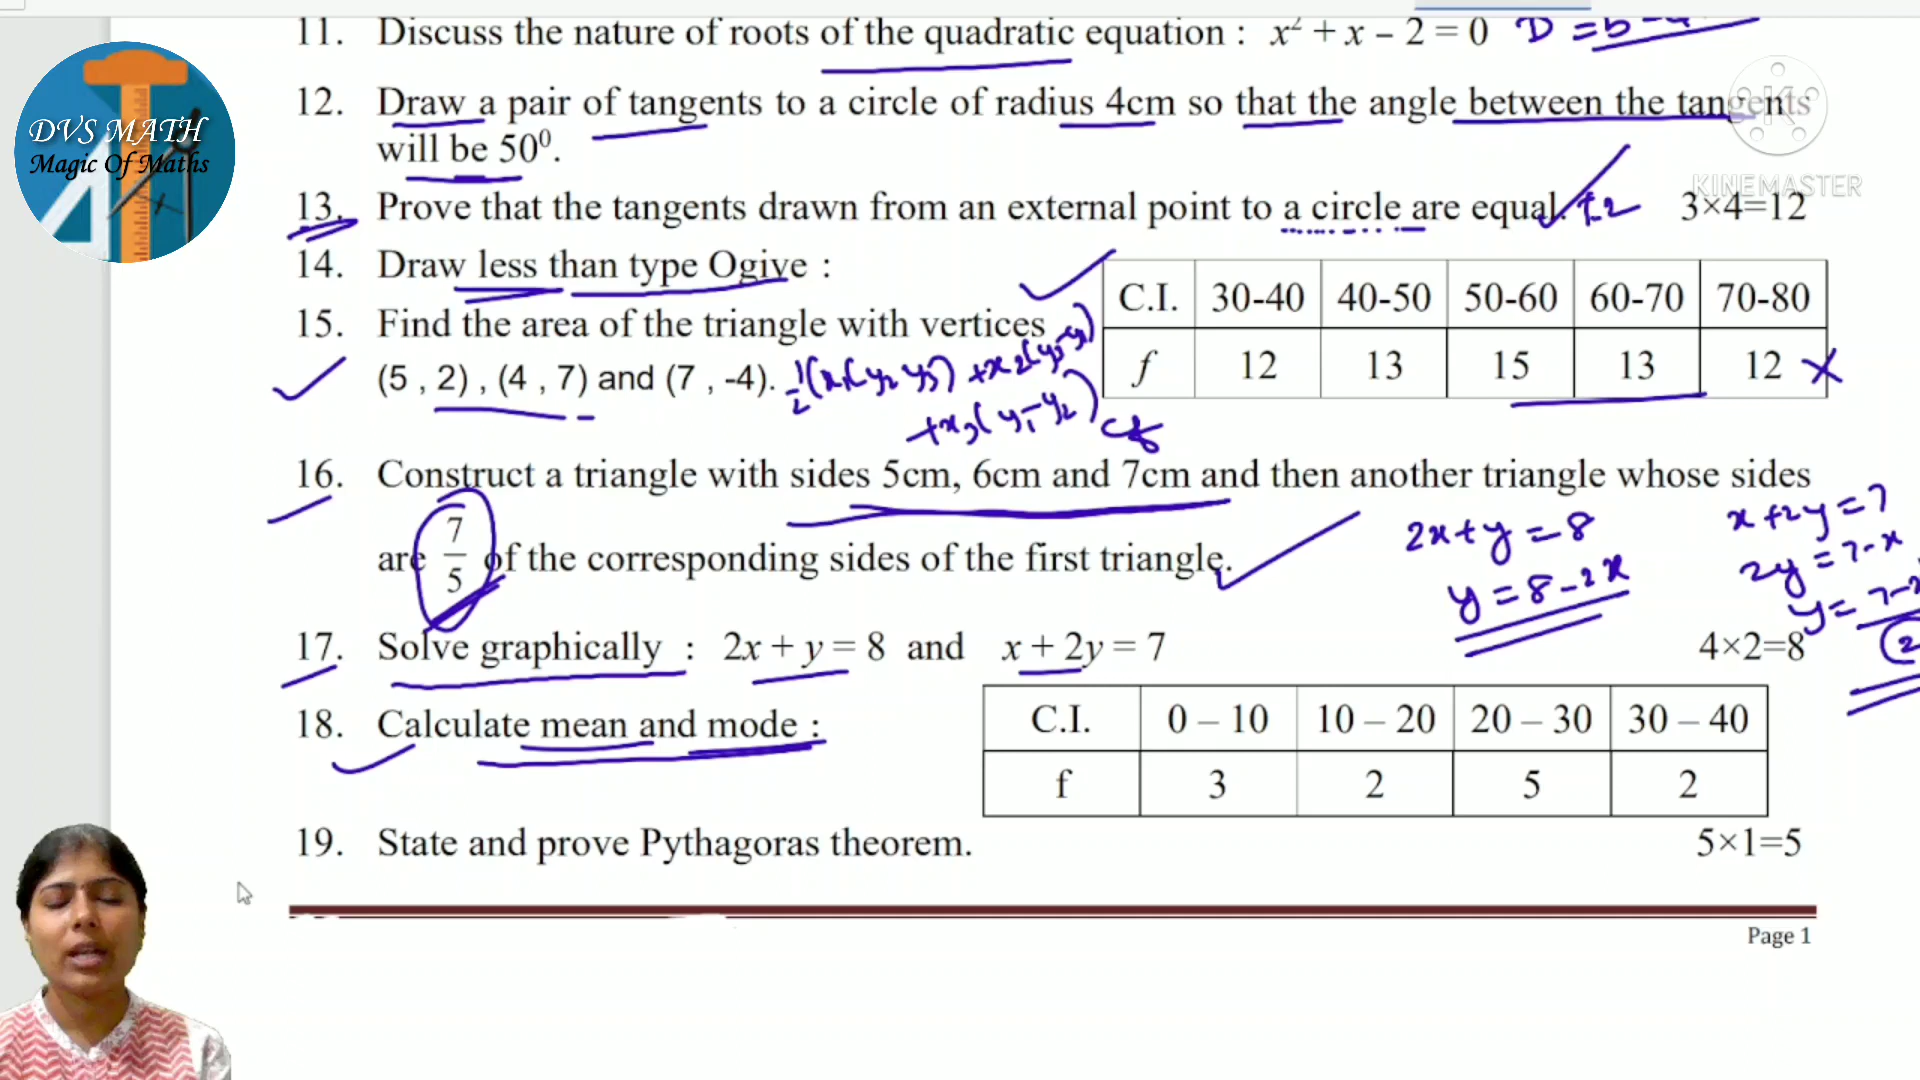 11. Discuss the nature of roots of the quadratic equation : x² + x – 2 = 0 D = b
12. Draw a pair of tangents to a circle of radius 4cm so that the angle between the tangents
will be 50⁰.
13. Prove that the tangents drawn from an external point to a circle are equal. 3×4=12
14. Draw less than type Ogive :
C.I. 30-40 40-50 50-60 60-70 70-80
f 12 13 15 13 12
15. Find the area of the triangle with vertices
(5 , 2) , (4 , 7) and (7 , -4).
+x₃(y₁-y₂)
16. Construct a triangle with sides 5cm, 6cm and 7cm and then another triangle whose sides
are 7/5 of the corresponding sides of the first triangle.
2x+y=8
y=8-2x
x+2y=7
2y=7-x
17. Solve graphically : 2x + y = 8 and x + 2y = 7 4×2=8
18. Calculate mean and mode :
C.I. 0 – 10 10 – 20 20 – 30 30 – 40
f 3 2 5 2
19. State and prove Pythagoras theorem. 5×1=5
Page 1
DVS MATH
Magic Of Maths
KINEMASTER